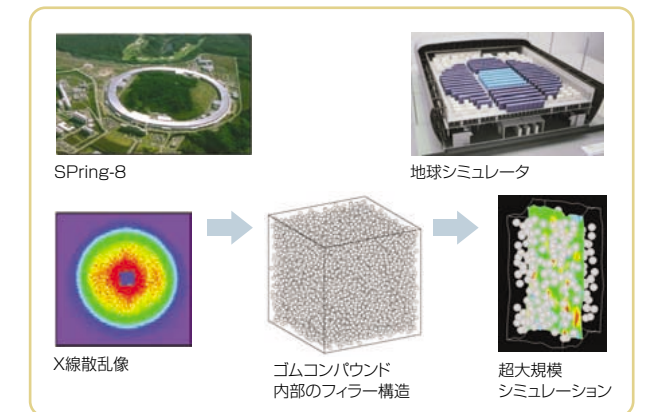 SPring-8
地球シミュレータ
X線散乱像
ゴムコンパウンド
内部のフィラー構造
超大規模
シミュレーション